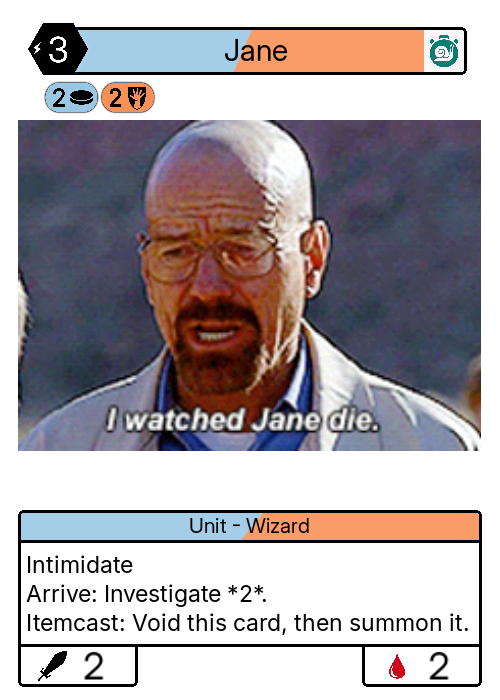 3
Jane
2
2
I watched Jane die.
Unit - Wizard
Intimidate
Arrive: Investigate *2*.
Itemcast: Void this card, then summon it.
2
2